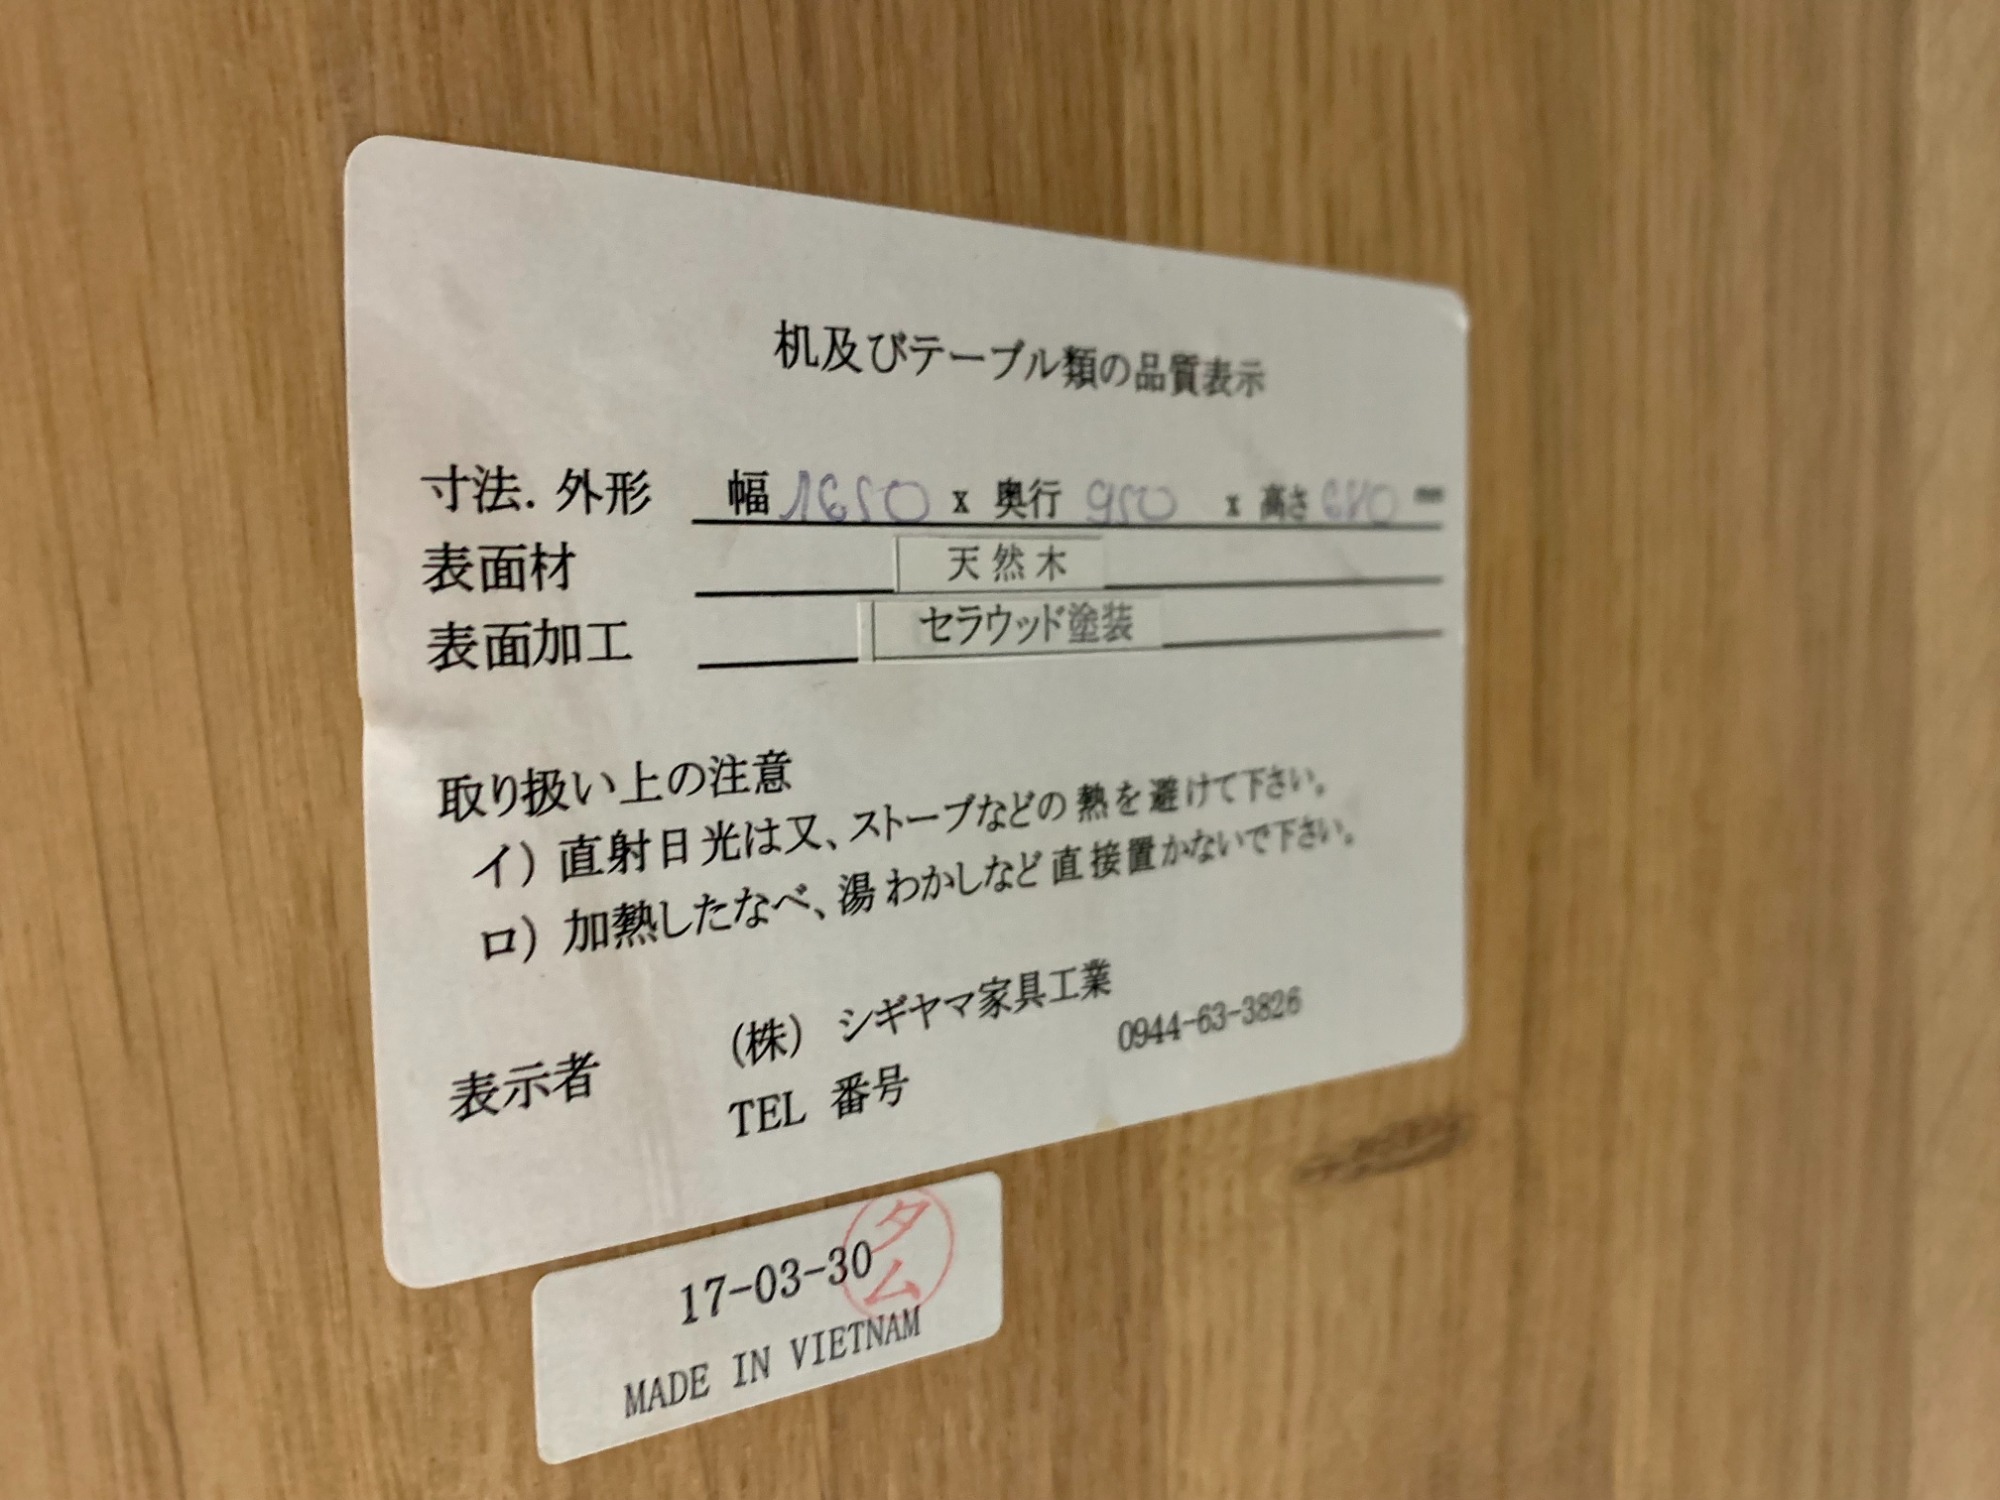 机及びテーブル類の品質表示
寸法．外形 幅 1650 x 奥行 950 x 高さ 680 mm
表面材 天然木
表面加工 セラウッド塗装
取り扱い上の注意
イ）直射日光は又、ストーブなどの熱を避けて下さい。
ロ）加熱したなべ、湯わかしなど直接置かないで下さい。
表示者 （株） シギヤマ家具工業
TEL 番号 0944-63-3826
17-03-30
タム
MADE IN VIETNAM